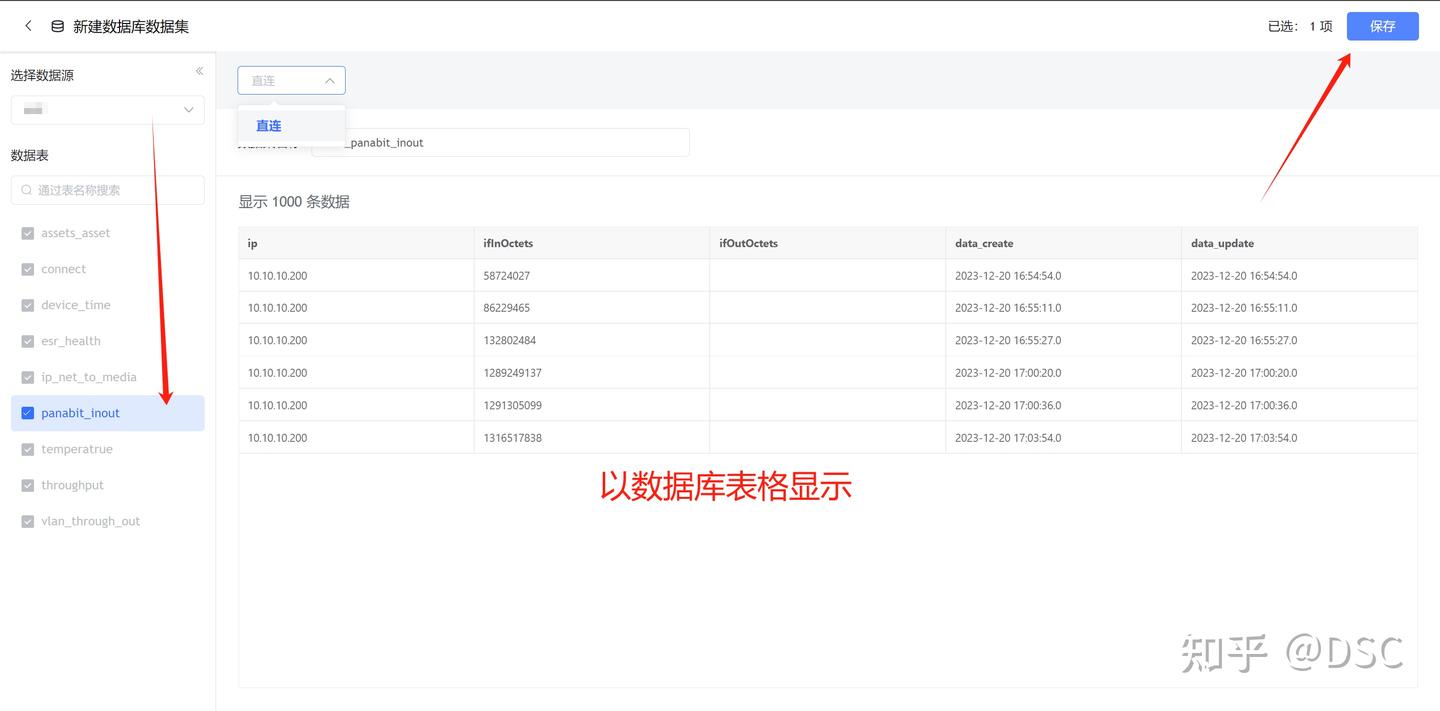 新建数据库数据集
已选： 1 项
保存
选择数据源
直连
直连
_panabit_inout
数据表
通过表名称搜索
assets_asset
connect
device_time
esr_health
ip_net_to_media
panabit_inout
temperatrue
throughput
vlan_through_out
显示 1000 条数据
ip ifInOctets ifOutOctets data_create data_update
10.10.10.200 58724027 2023-12-20 16:54:54.0 2023-12-20 16:54:54.0
10.10.10.200 86229465 2023-12-20 16:55:11.0 2023-12-20 16:55:11.0
10.10.10.200 132802484 2023-12-20 16:55:27.0 2023-12-20 16:55:27.0
10.10.10.200 1289249137 2023-12-20 17:00:20.0 2023-12-20 17:00:20.0
10.10.10.200 1291305099 2023-12-20 17:00:36.0 2023-12-20 17:00:36.0
10.10.10.200 1316517838 2023-12-20 17:03:54.0 2023-12-20 17:03:54.0
以数据库表格显示
知乎 @DSC